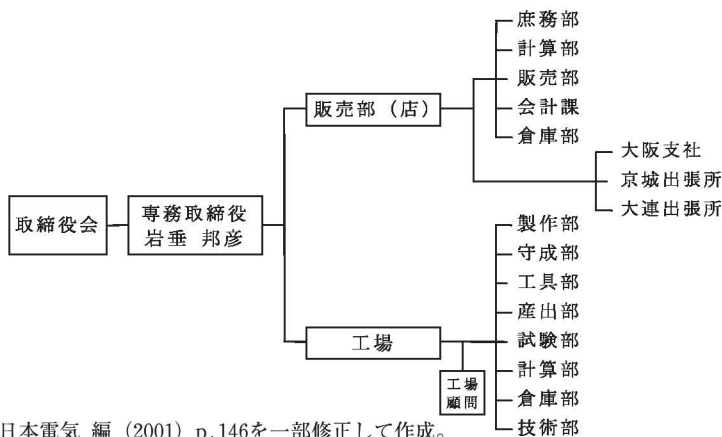 取締役会
専務取締役
岩垂 邦彦
販売部（店）
庶務部
計算部
販売部
会計課
倉庫部
大阪支社
京城出張所
大連出張所
工場
工場
顧問
製作部
守成部
工具部
産出部
試験部
計算部
倉庫部
技術部
日本電気 編（2001）p.146を一部修正して作成。